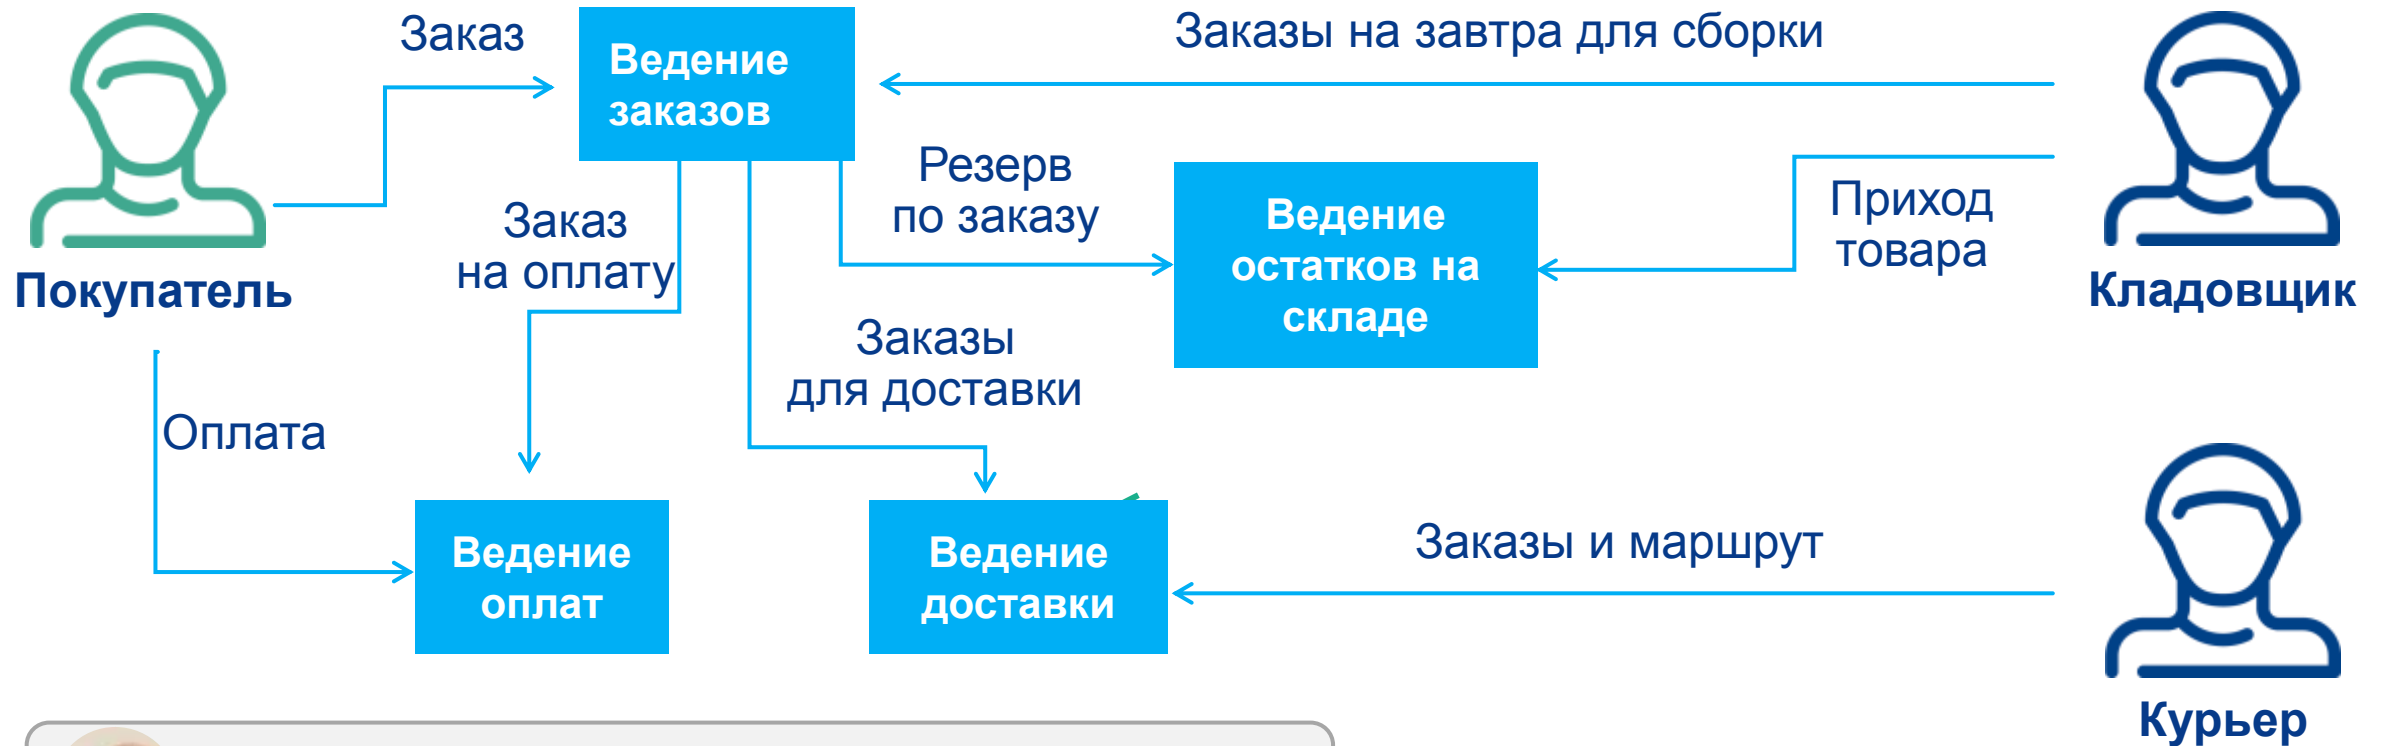 Заказ
Ведение
заказов
Заказы на завтра для сборки
Резерв
по заказу
Приход
товара
Заказ
на оплату
Ведение
остатков на
складе
Покупатель
Кладовщик
Заказы
для доставки
Оплата
Ведение
оплат
Ведение
доставки
Заказы и маршрут
Курьер